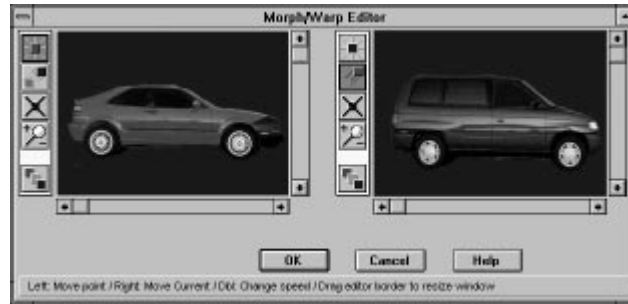 Morph/Warp Editor
OK
Cancel
Help
Left: Move point / Right: Move Current / Dbl: Change speed / Drag editor border to resize window